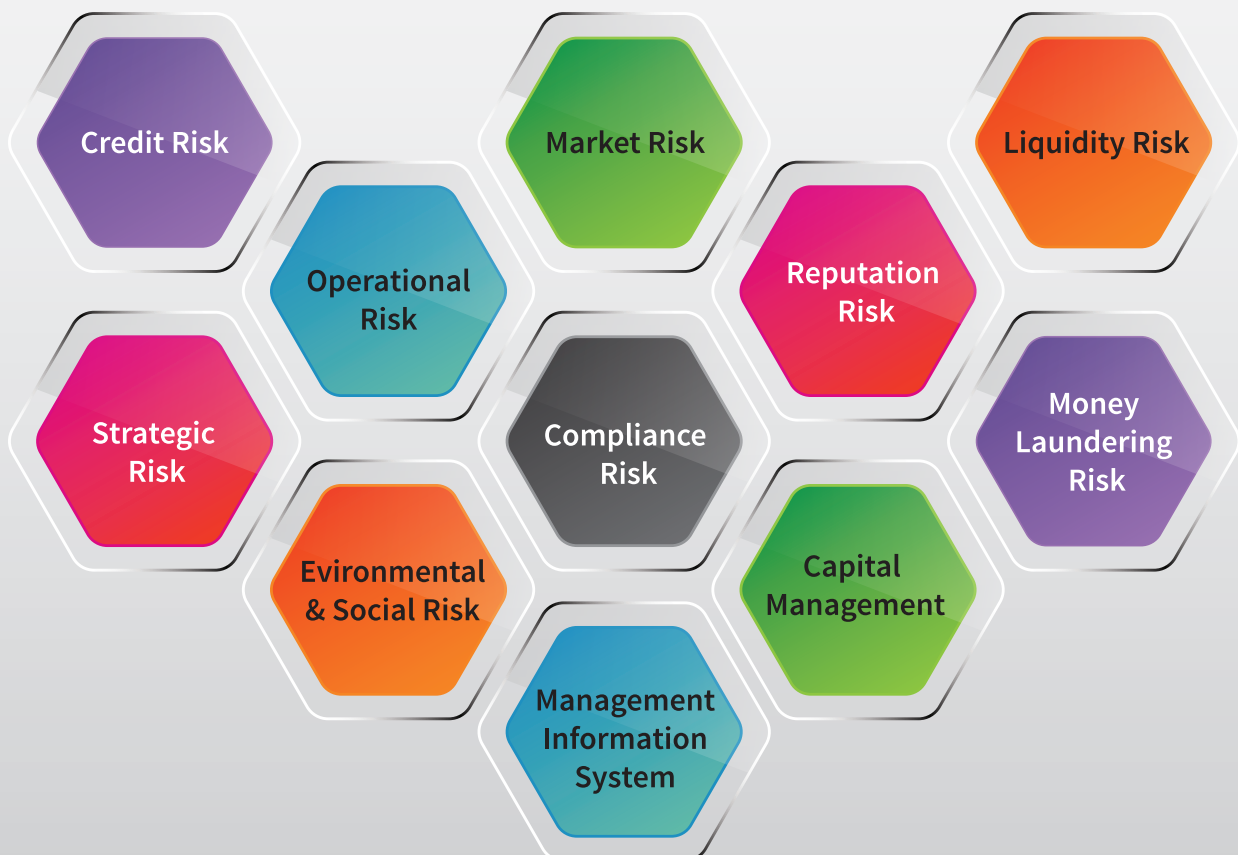 Credit Risk
Market Risk
Liquidity Risk
Operational
Risk
Reputation
Risk
Strategic
Risk
Compliance
Risk
Money
Laundering
Risk
Evironmental
& Social Risk
Capital
Management
Management
Information
System